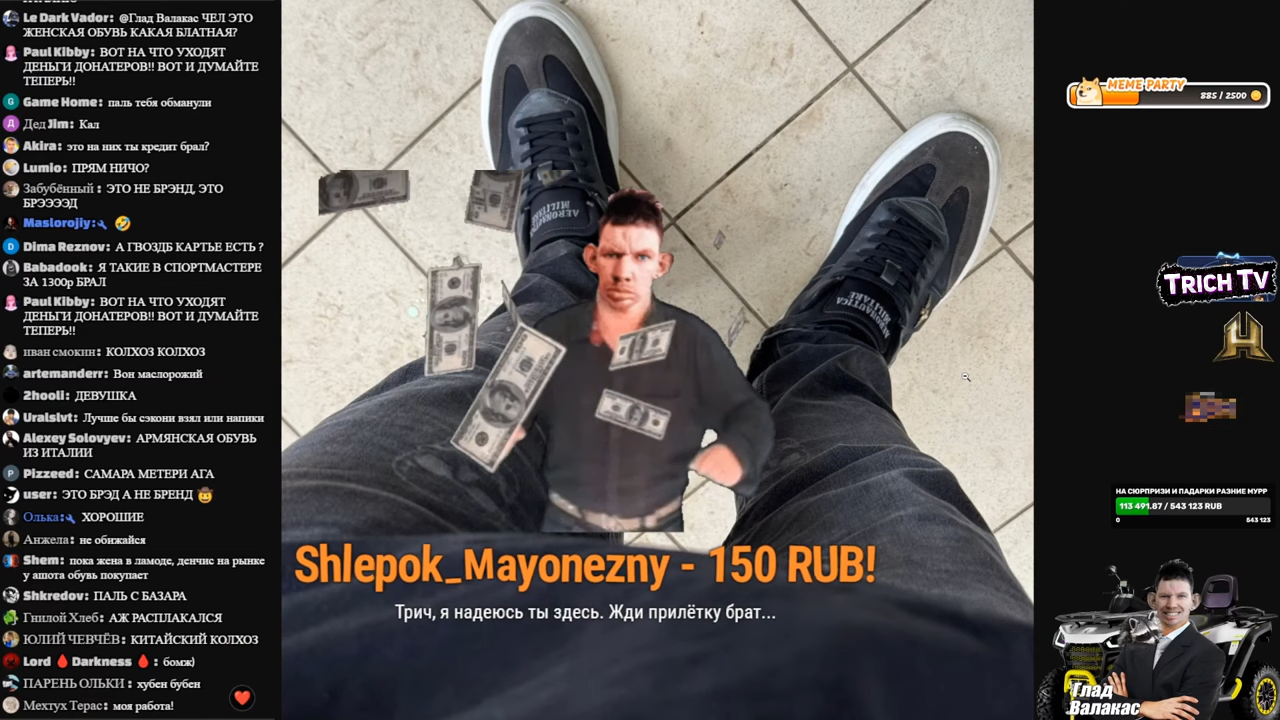 Le Dark Vador: @Глад Валакас ЧЕЛ ЭТО
ЖЕНСКАЯ ОБУВЬ КАКАЯ БЛАТНАЯ?
Paul Kibby: ВОТ НА ЧТО УХОДЯТ
ДЕНЬГИ ДОНАТЕРОВ!! ВОТ И ДУМАЙТЕ
ТЕПЕРЬ!!
Game Home: паль тебя обманули
Дед Jim: Кал
Akira: это на них ты кредит брал?
Lumio: ПРЯМ НИЧО?
Забубённый: ЭТО НЕ БРЭНД, ЭТО
БРЭЭЭЭД
Maslorojiy: 🤣
Dima Reznov: А ГВОЗДЬ КАРТЬЕ ЕСТЬ ?
Babadook: Я ТАКИЕ В СПОРТМАСТЕРЕ
ЗА 1300р БРАЛ
Paul Kibby: ВОТ НА ЧТО УХОДЯТ
ДЕНЬГИ ДОНАТЕРОВ!! ВОТ И ДУМАЙТЕ
ТЕПЕРЬ!!
иван смокин: КОЛХОЗ КОЛХОЗ
artemanderr: Вон маслорожий
2hooli: ДЕВУШКА
Uralslvt: Лучше бы сэкони взял или напики
Alexey Solovyev: АРМЯНСКАЯ ОБУВЬ
ИЗ ИТАЛИИ
Pizzeed: САМАРА МЕТЕРИ АГА
user: ЭТО БРЭД А НЕ БРЕНД 🤠
Олька: ХОРОШИЕ
Анжела: не обижайся
Shem: пока жена в ламоде, денчис на рынке
у ашота обувь покупает
Shkredov: ПАЛЬ С БАЗАРА
Гнилой Хлеб: АЖ РАСПЛАКАЛСЯ
ЮЛИЙ ЧЕВЧЁВ: КИТАЙСКИЙ КОЛХОЗ
Lord 🩸 Darkness 🩸 : бомж)
ПАРЕНЬ ОЛЬКИ : хубен бубен
Мехтух Терас: моя работа!
AERONAUTICA
MILITARE
AERONAUTICA
MILITARE
Shlepok_Mayonezny - 150 RUB!
Трич, я надеюсь ты здесь. Жди прилётку брат...
MEME PARTY
885 / 2500
TRICH TV
НА СЮРПРИЗИ И ПАДАРКИ РАЗНИЕ МУРР
113 491.87 / 543 123 RUB
0 543 123
Глад
Валакас